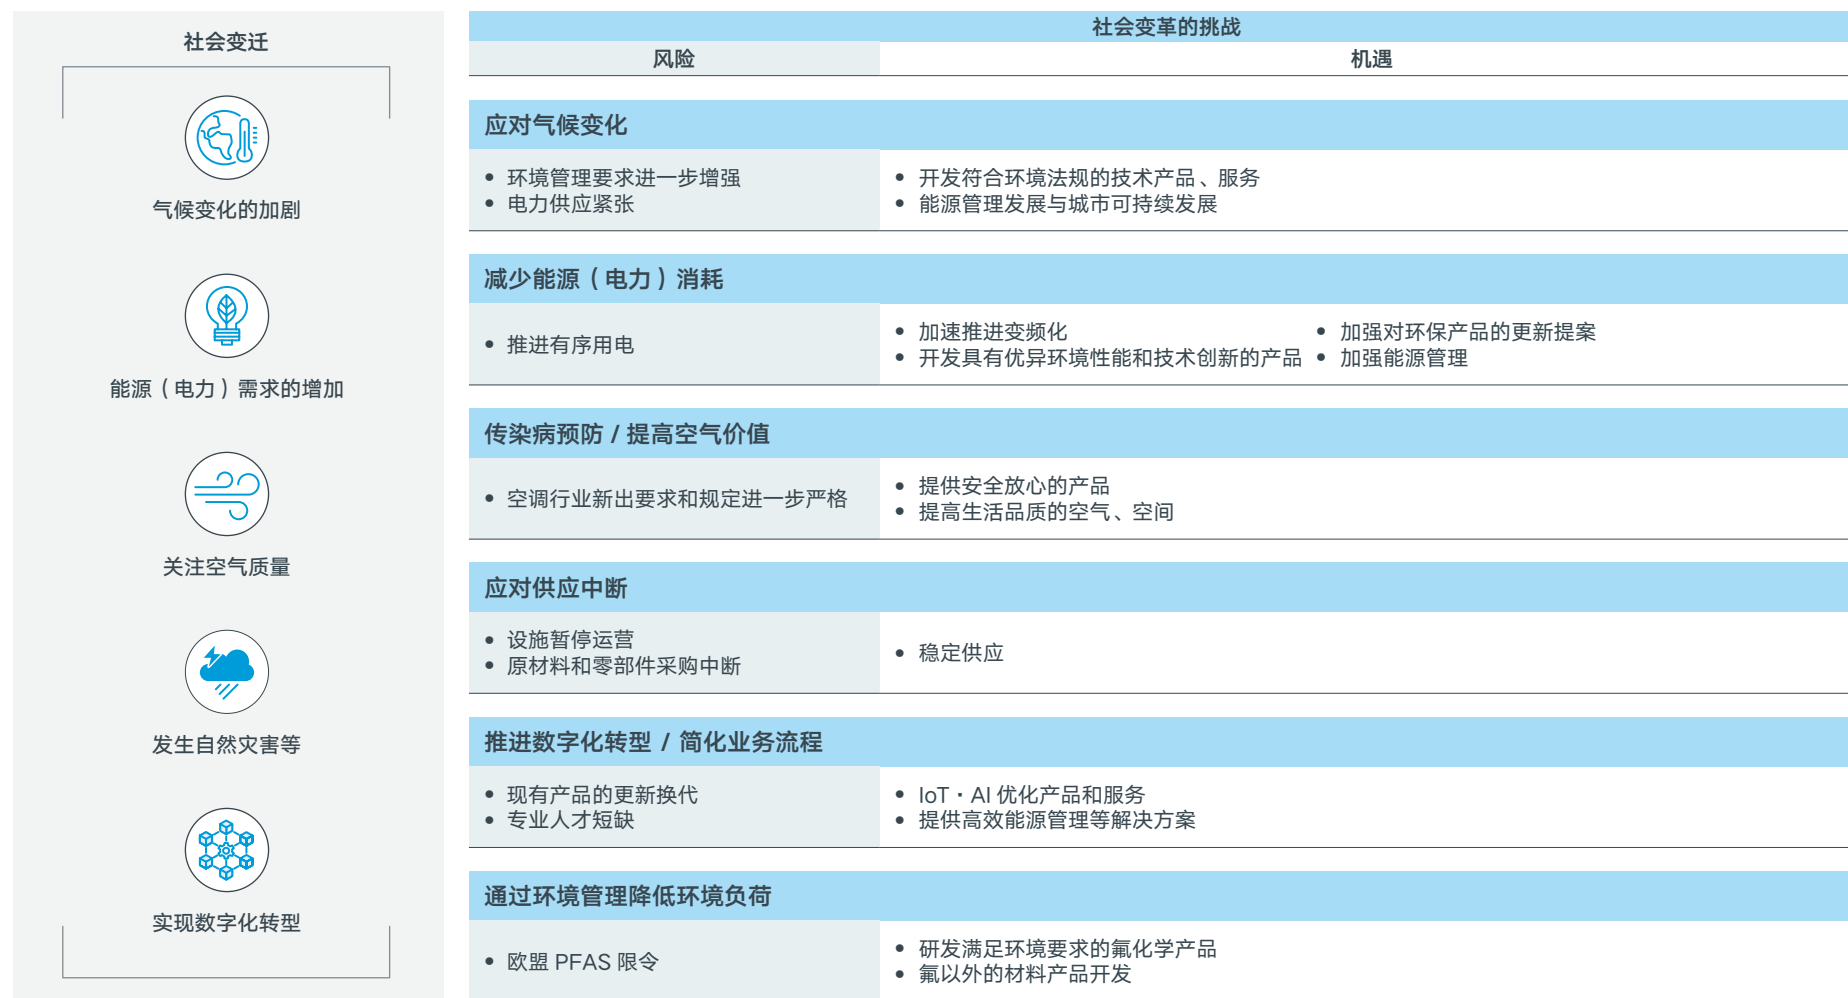 社会变迁
气候变化的加剧
能源（电力）需求的增加
关注空气质量
发生自然灾害等
实现数字化转型
社会变革的挑战
风险
机遇
应对气候变化
• 环境管理要求进一步增强
• 电力供应紧张
• 开发符合环境法规的技术产品、服务
• 能源管理发展与城市可持续发展
减少能源（电力）消耗
• 推进有序用电
• 加速推进变频化
• 开发具有优异环境性能和技术创新的产品
• 加强对环保产品的更新提案
• 加强能源管理
传染病预防 / 提高空气价值
• 空调行业新出要求和规定进一步严格
• 提供安全放心的产品
• 提高生活品质的空气、空间
应对供应中断
• 设施暂停运营
• 原材料和零部件采购中断
• 稳定供应
推进数字化转型 / 简化业务流程
• 现有产品的更新换代
• 专业人才短缺
• IoT・AI 优化产品和服务
• 提供高效能源管理等解决方案
通过环境管理降低环境负荷
• 欧盟 PFAS 限令
• 研发满足环境要求的氟化学产品
• 氟以外的材料产品开发